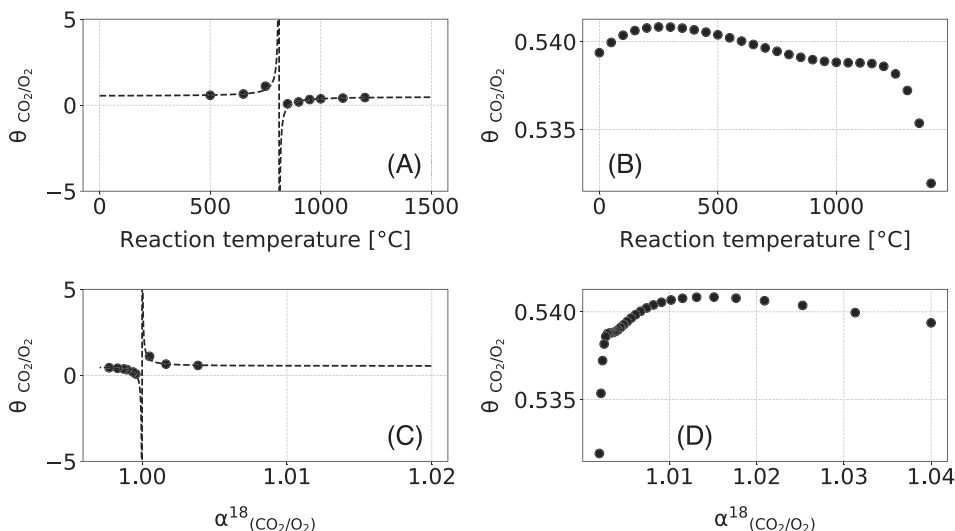 5
0
−5
θ CO₂/O₂
(A)
0 500 1000 1500
Reaction temperature [°C]
0.540
0.535
θ CO₂/O₂
(B)
0 500 1000
Reaction temperature [°C]
5
0
−5
θ CO₂/O₂
(C)
1.00 1.01 1.02
α¹⁸(CO₂/O₂)
0.540
0.535
θ CO₂/O₂
(D)
1.01 1.02 1.03 1.04
α¹⁸(CO₂/O₂)